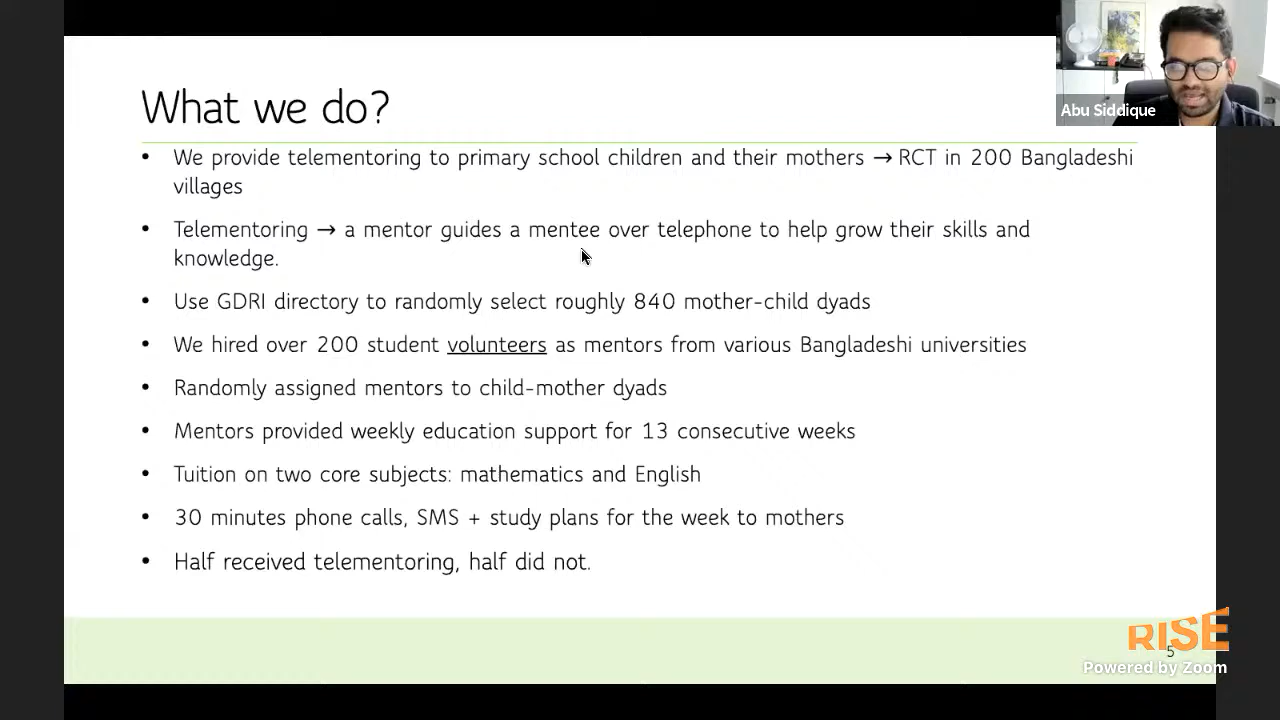 What we do?
• We provide telementoring to primary school children and their mothers → RCT in 200 Bangladeshi
villages
• Telementoring → a mentor guides a mentee over telephone to help grow their skills and
knowledge.
• Use GDRI directory to randomly select roughly 840 mother-child dyads
• We hired over 200 student volunteers as mentors from various Bangladeshi universities
• Randomly assigned mentors to child-mother dyads
• Mentors provided weekly education support for 13 consecutive weeks
• Tuition on two core subjects: mathematics and English
• 30 minutes phone calls, SMS + study plans for the week to mothers
• Half received telementoring, half did not.
Abu Siddique
RISE
5
Powered by Zoom